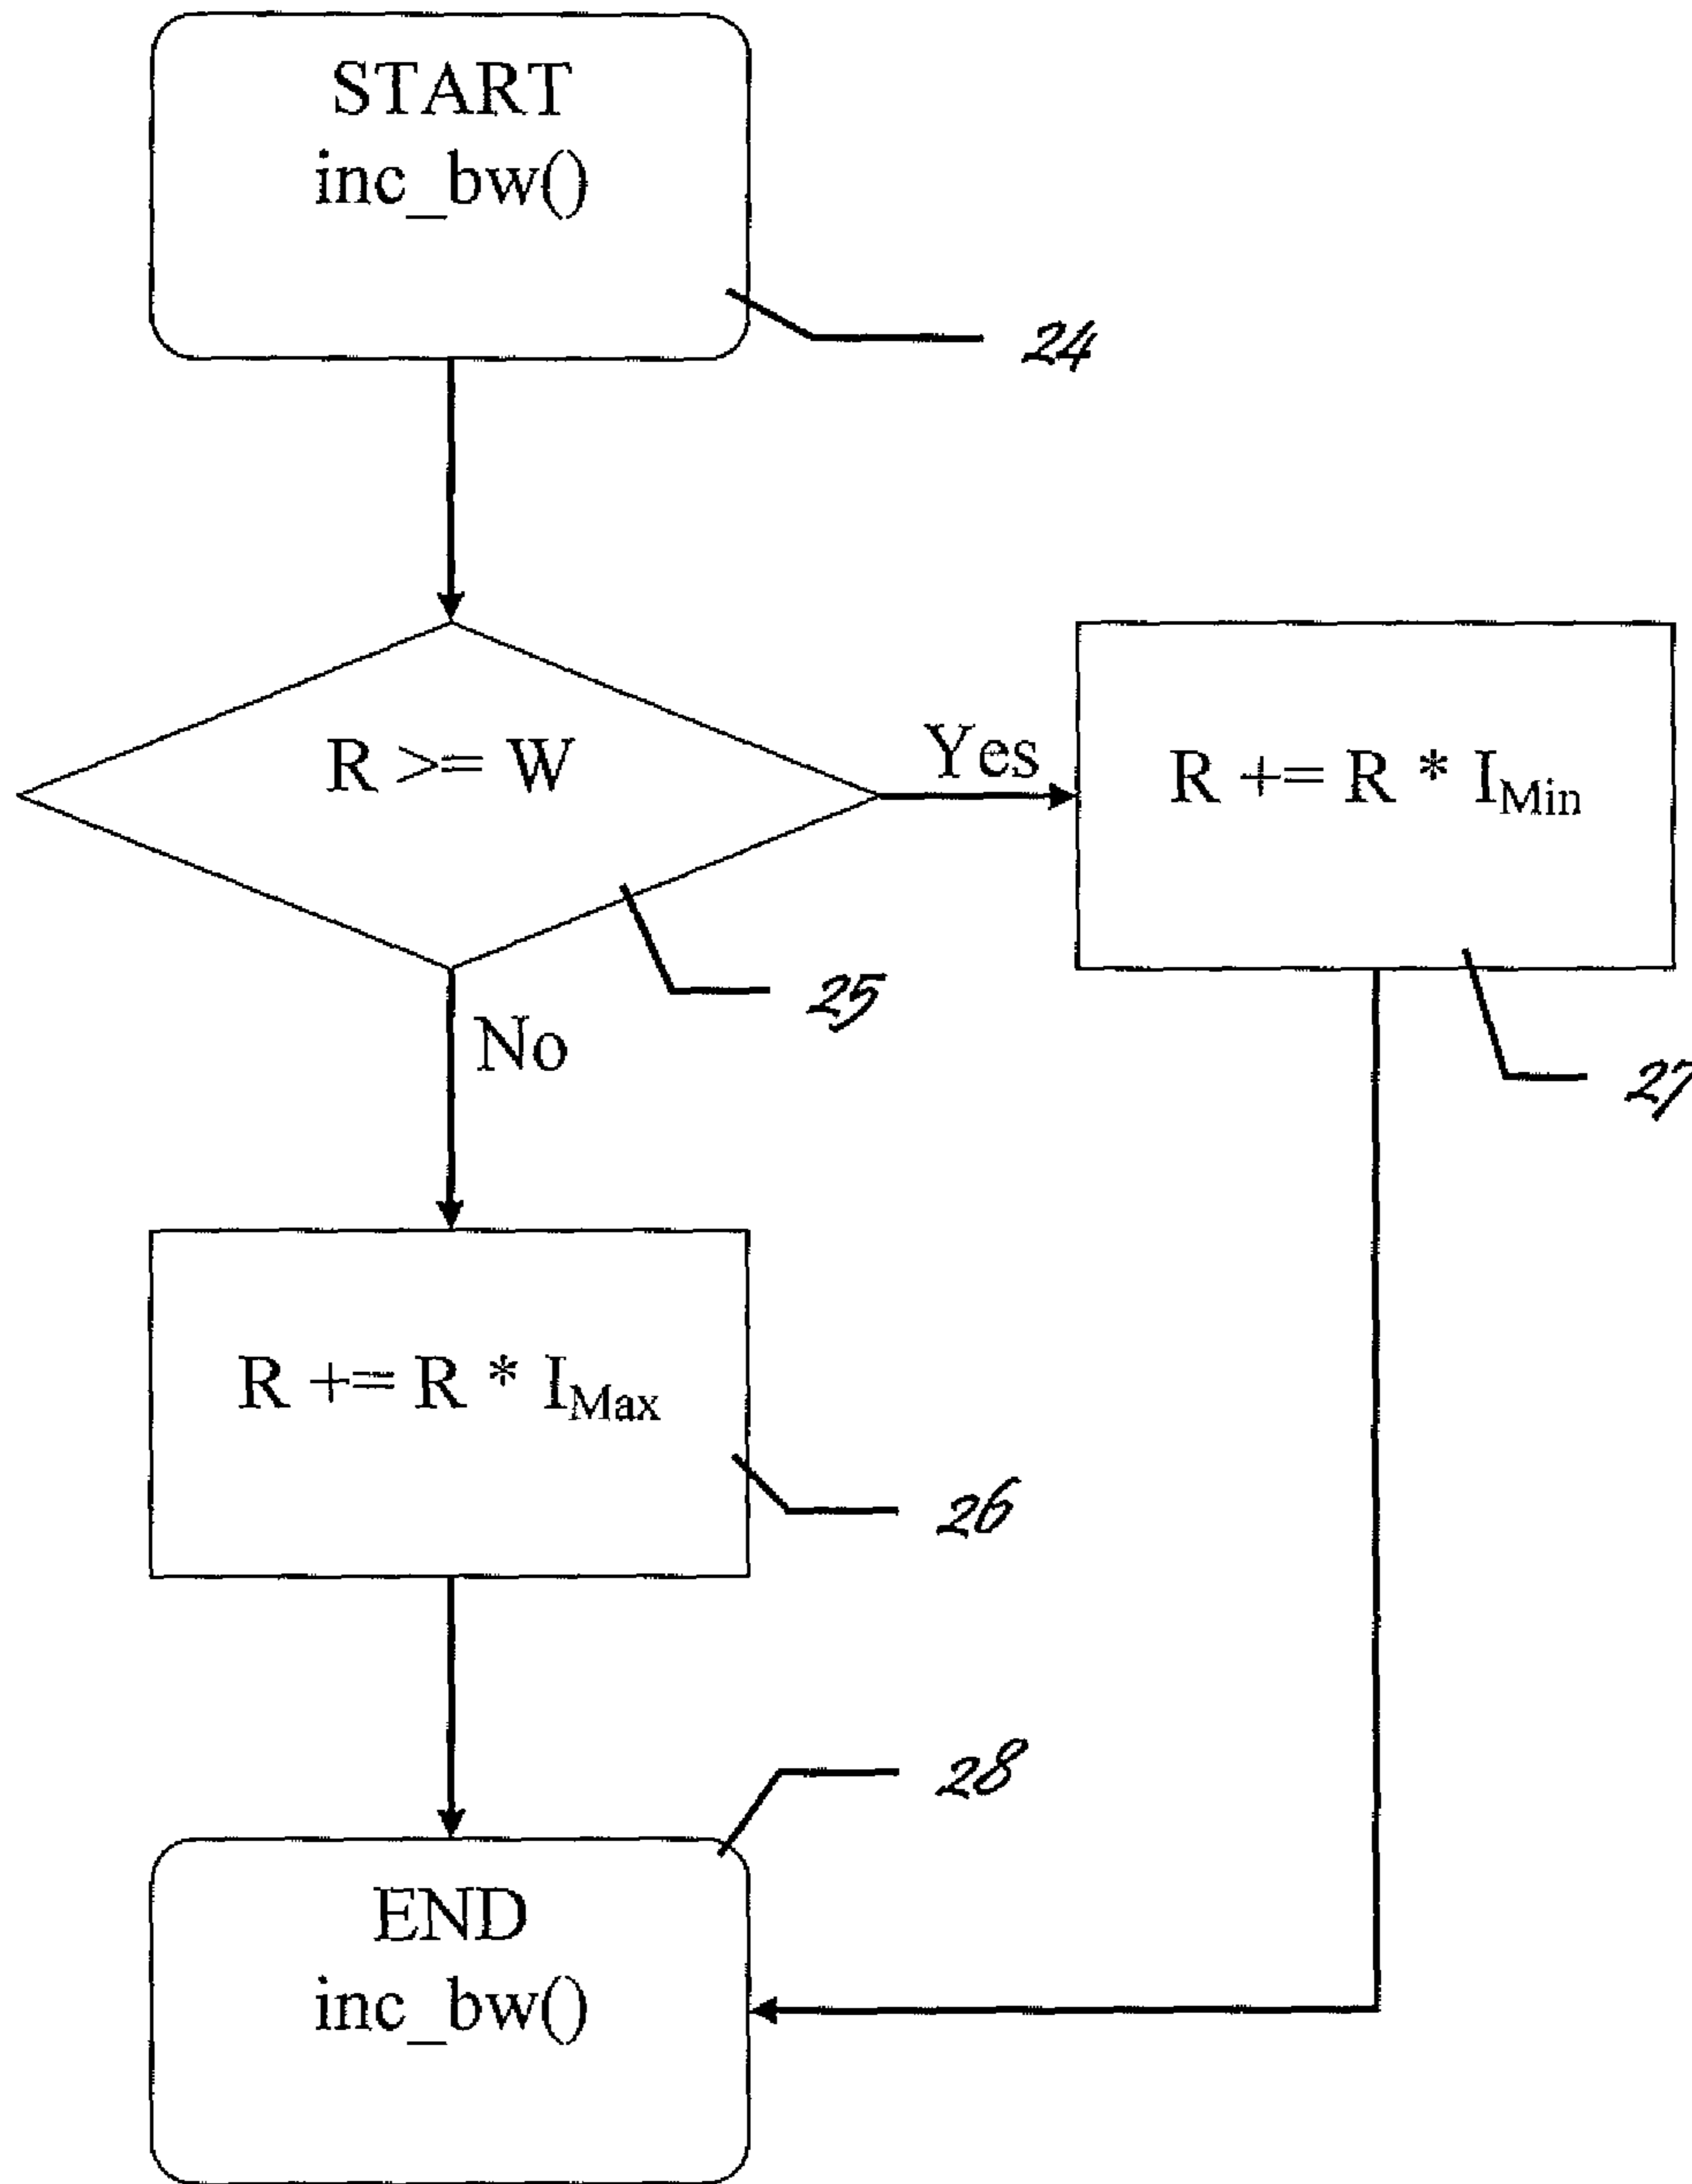 START
inc_bw()
24
R >= W
Yes
R += R * I_Min
25
No
27
R += R * I_Max
26
28
END
inc_bw()